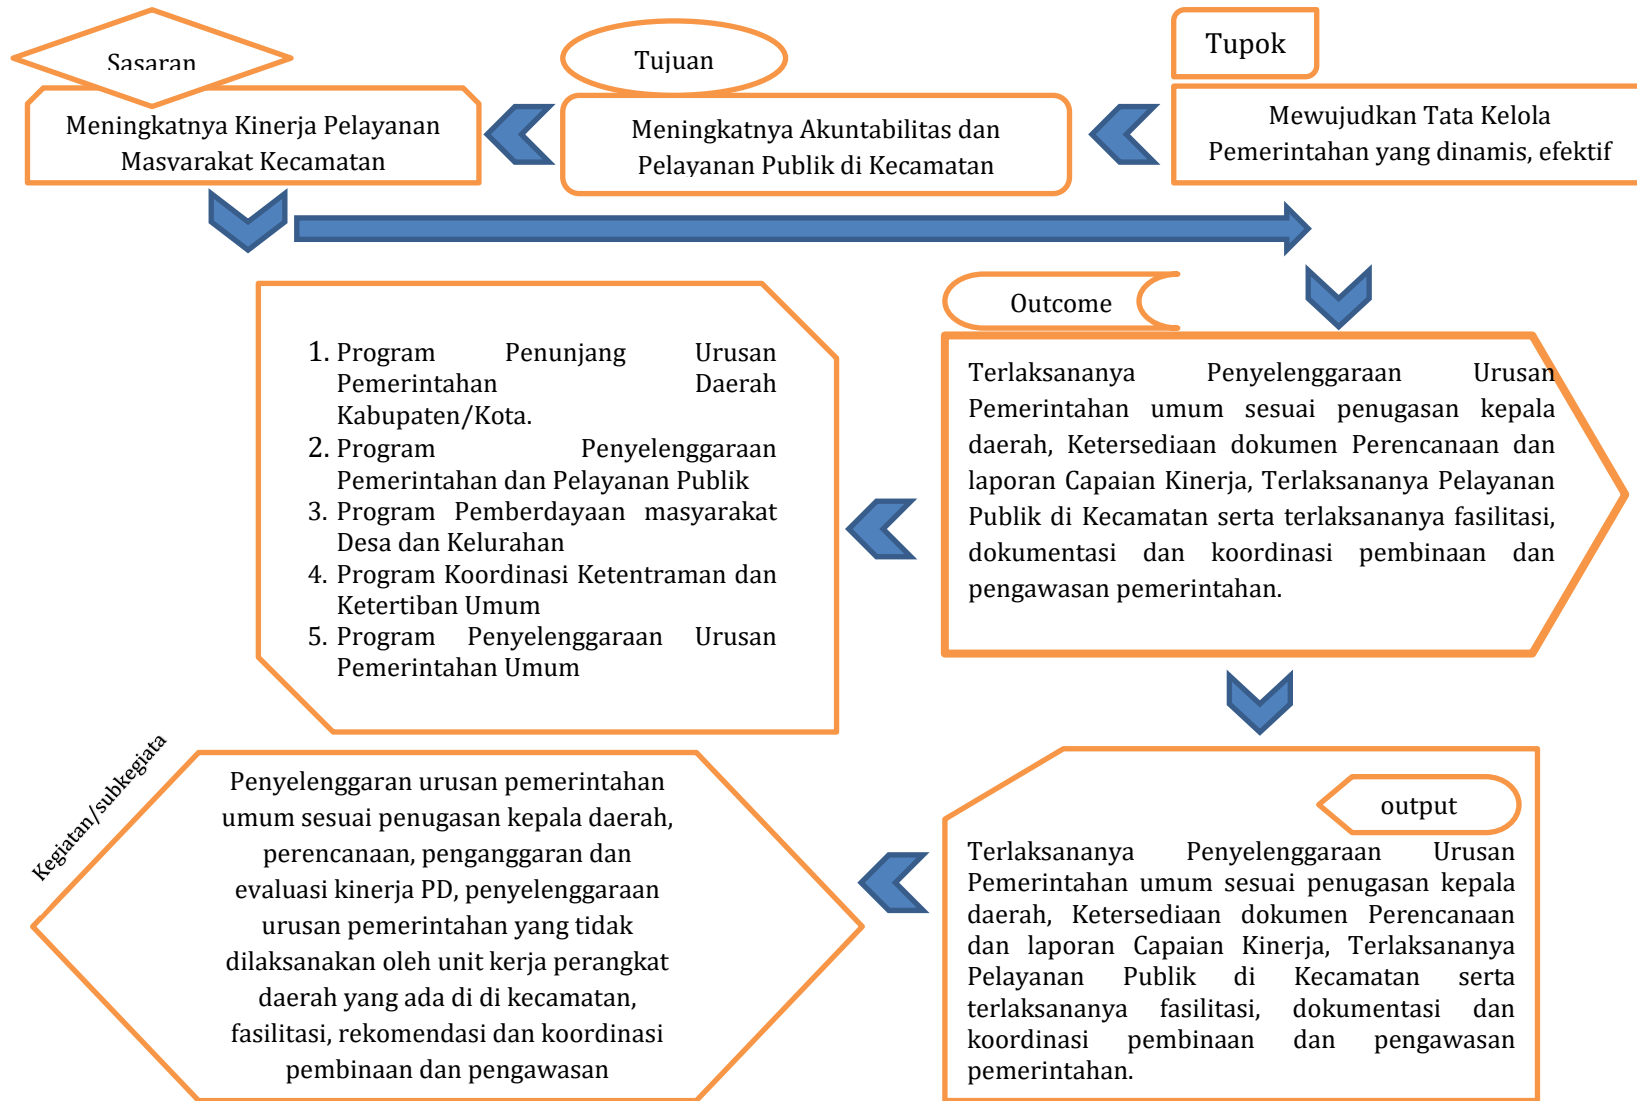 Sasaran
Meningkatnya Kinerja Pelayanan
Masyarakat Kecamatan
Tujuan
Meningkatnya Akuntabilitas dan
Pelayanan Publik di Kecamatan
Tupok
Mewujudkan Tata Kelola
Pemerintahan yang dinamis, efektif
1. Program Penunjang Urusan
Pemerintahan Daerah
Kabupaten/Kota.
2. Program Penyelenggaraan
Pemerintahan dan Pelayanan Publik
3. Program Pemberdayaan masyarakat
Desa dan Kelurahan
4. Program Koordinasi Ketentraman dan
Ketertiban Umum
5. Program Penyelenggaraan Urusan
Pemerintahan Umum
Outcome
Terlaksananya Penyelenggaraan Urusan
Pemerintahan umum sesuai penugasan kepala
daerah, Ketersediaan dokumen Perencanaan dan
laporan Capaian Kinerja, Terlaksananya Pelayanan
Publik di Kecamatan serta terlaksananya fasilitasi,
dokumentasi dan koordinasi pembinaan dan
pengawasan pemerintahan.
Kegiatan/subkegiata
Penyelenggaran urusan pemerintahan
umum sesuai penugasan kepala daerah,
perencanaan, penganggaran dan
evaluasi kinerja PD, penyelenggaraan
urusan pemerintahan yang tidak
dilaksanakan oleh unit kerja perangkat
daerah yang ada di di kecamatan,
fasilitasi, rekomendasi dan koordinasi
pembinaan dan pengawasan
output
Terlaksananya Penyelenggaraan Urusan
Pemerintahan umum sesuai penugasan kepala
daerah, Ketersediaan dokumen Perencanaan
dan laporan Capaian Kinerja, Terlaksananya
Pelayanan Publik di Kecamatan serta
terlaksananya fasilitasi, dokumentasi dan
koordinasi pembinaan dan pengawasan
pemerintahan.